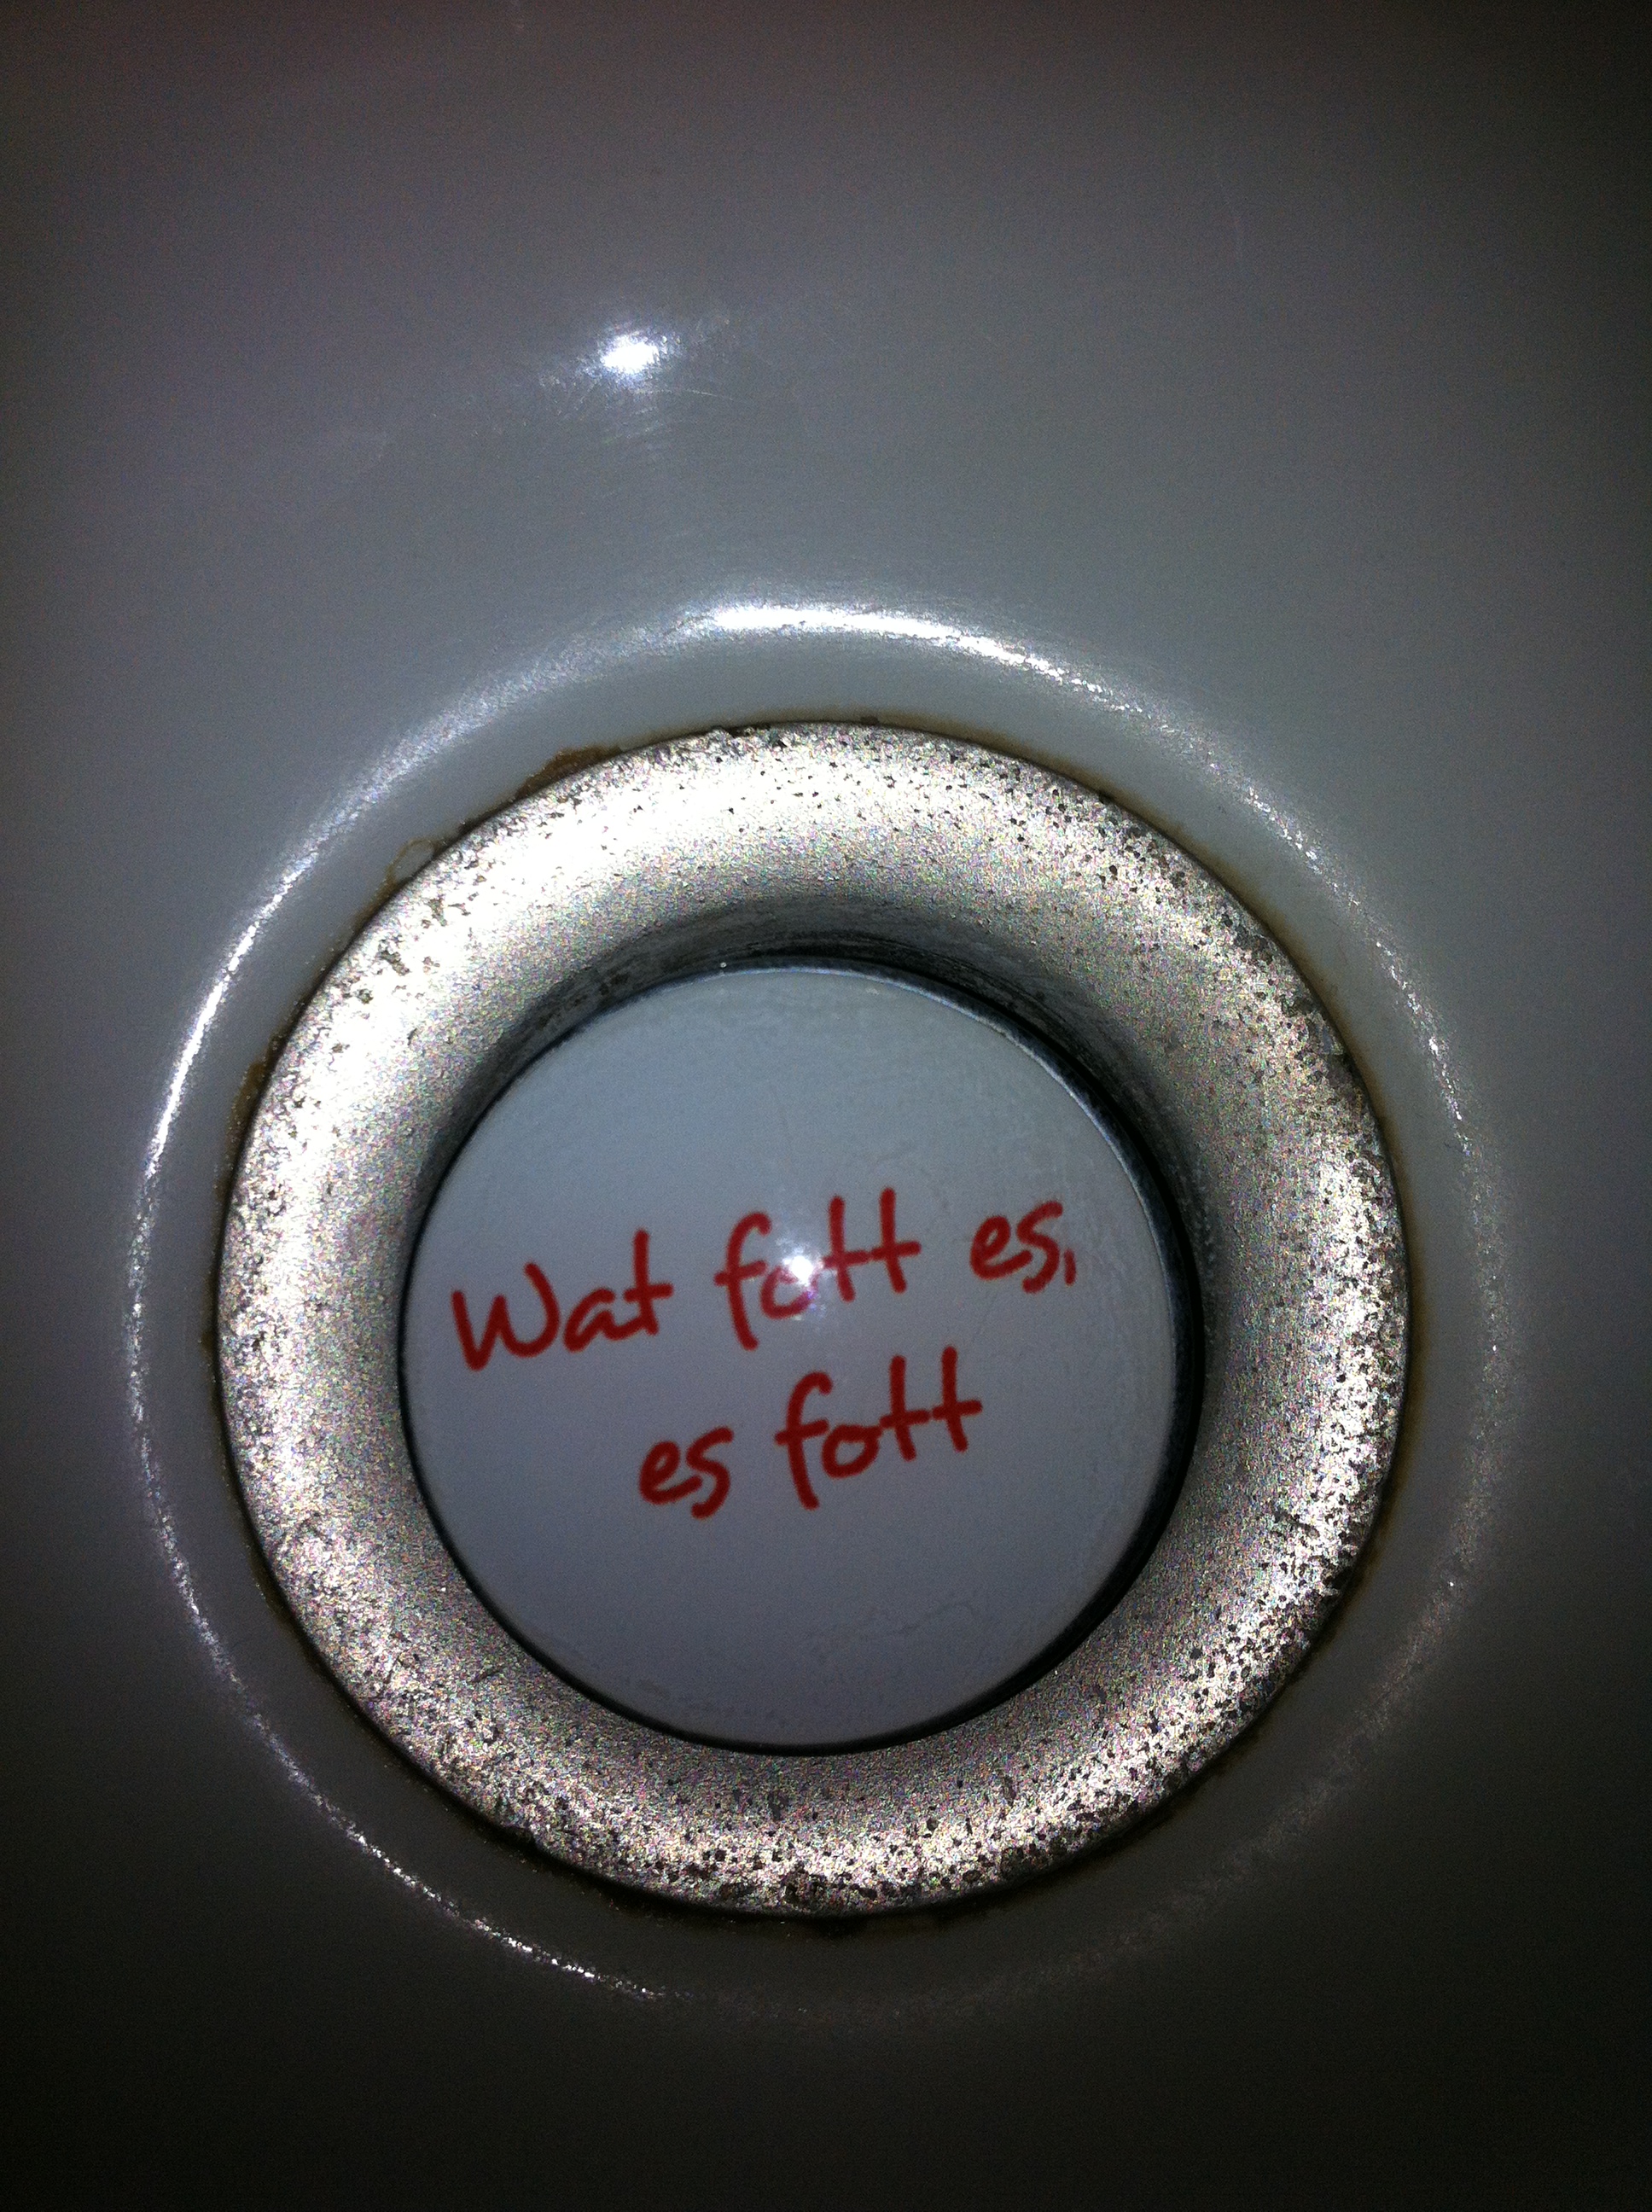 Wat fott es,
es fott